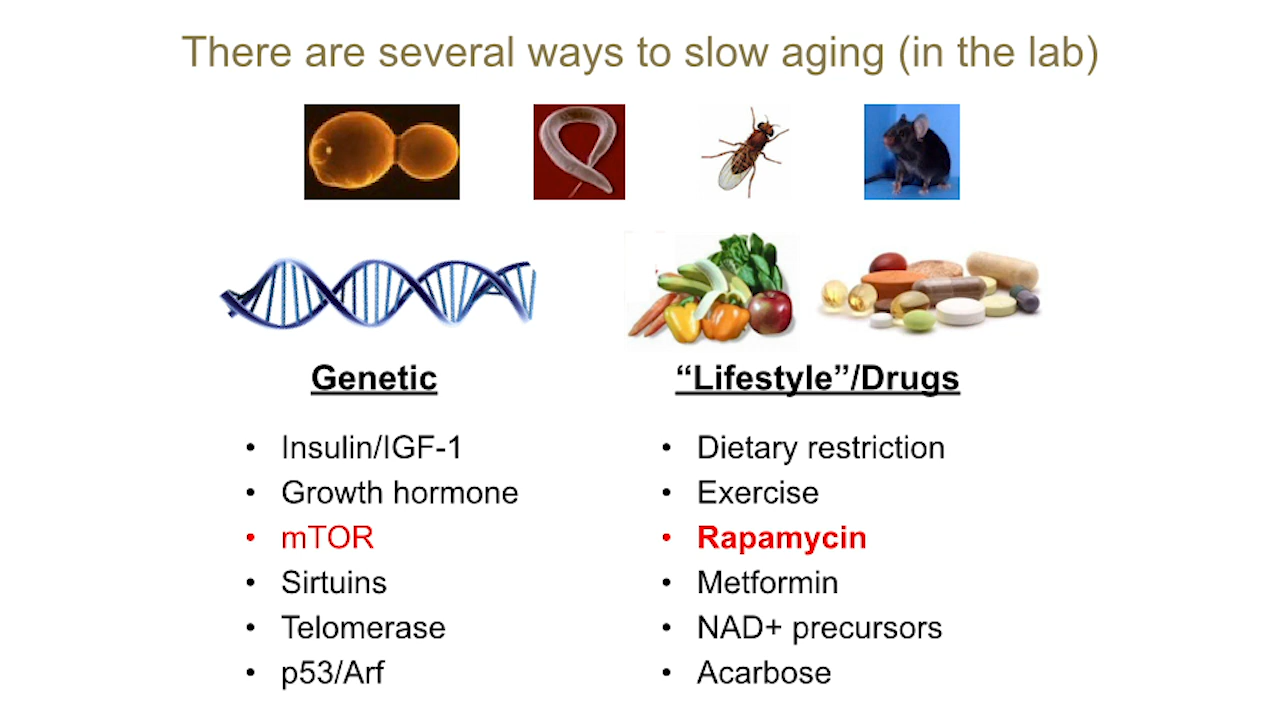 There are several ways to slow aging (in the lab)
Genetic
• Insulin/IGF-1
• Growth hormone
• mTOR
• Sirtuins
• Telomerase
• p53/Arf
“Lifestyle”/Drugs
• Dietary restriction
• Exercise
• Rapamycin
• Metformin
• NAD+ precursors
• Acarbose